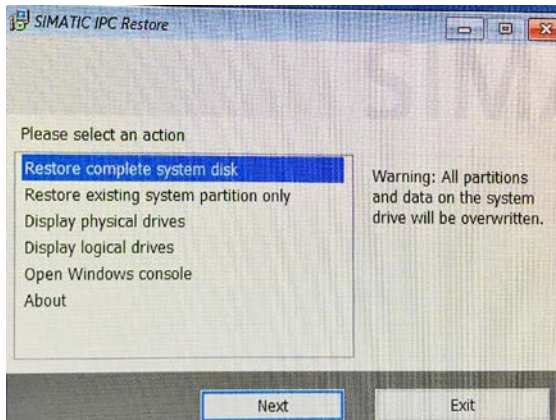 SIMATIC IPC Restore
SIM
Please select an action
Restore complete system disk
Restore existing system partition only
Display physical drives
Display logical drives
Open Windows console
About
Warning: All partitions
and data on the system
drive will be overwritten.
Next
Exit